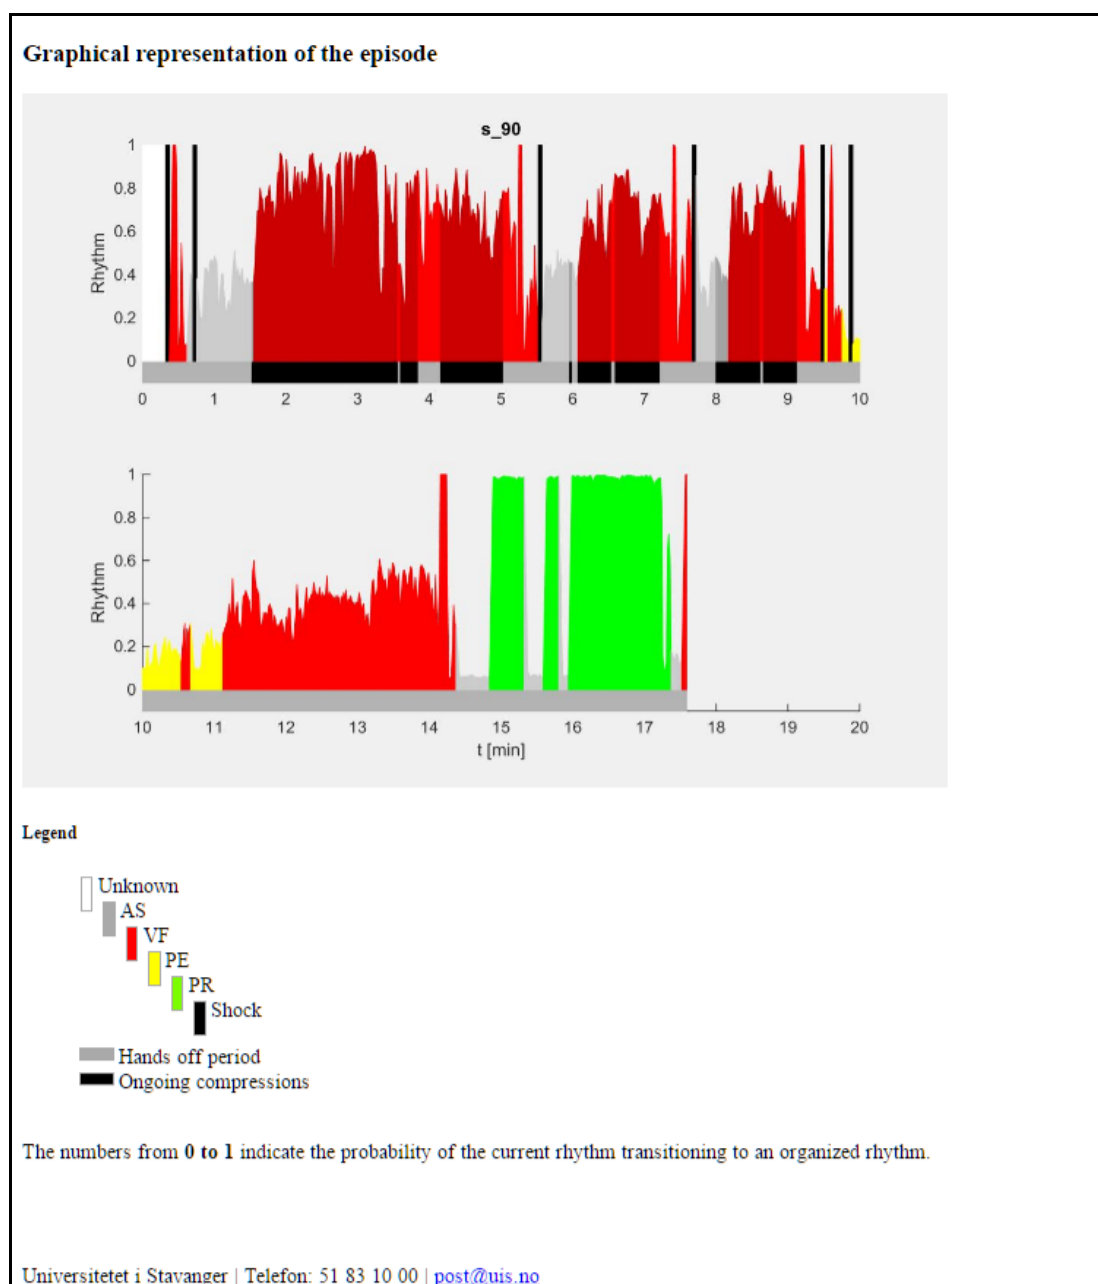 Graphical representation of the episode
s_90
1
0.8
0.6
0.4
0.2
0
Rhythm
0 1 2 3 4 5 6 7 8 9 10
1
0.8
0.6
0.4
0.2
0
Rhythm
10 11 12 13 14 15 16 17 18 19 20
t [min]
Legend
Unknown
AS
VF
PE
PR
Shock
Hands off period
Ongoing compressions
The numbers from 0 to 1 indicate the probability of the current rhythm transitioning to an organized rhythm.
Universitetet i Stavanger | Telefon: 51 83 10 00 | post@uis.no